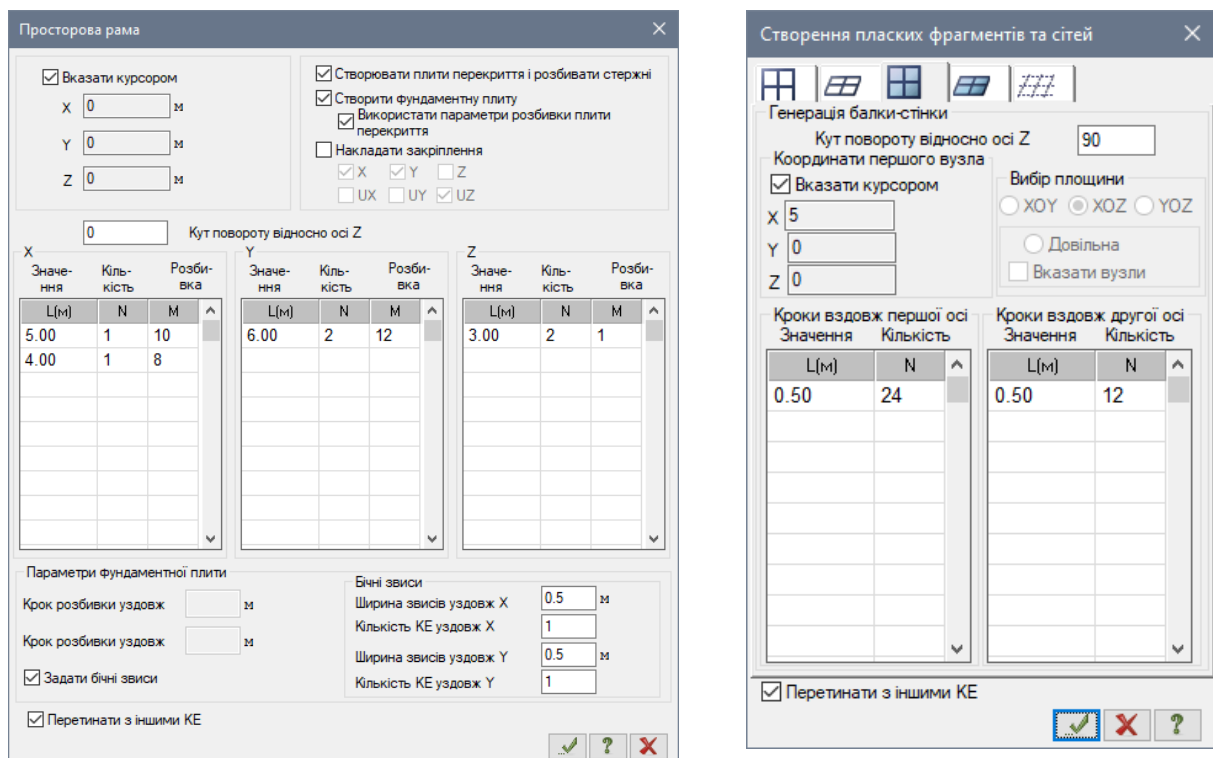 Просторова рама
Вказати курсором
X 0 м
Y 0 м
Z 0 м
Створювати плити перекриття і розбивати стержні
Створити фундаментну плиту
Використати параметри розбивки плити
перекриття
Накладати закріплення
X Y Z
UX UY UZ
0 Кут повороту відносно осі Z
X
Значе-
ння
Кіль-
кість
Розби-
вка
L(м) N M
5.00 1 10
4.00 1 8
Y
Значе-
ння
Кіль-
кість
Розби-
вка
L(м) N M
6.00 2 12
Z
Значе-
ння
Кіль-
кість
Розби-
вка
L(м) N M
3.00 2 1
Параметри фундаментної плити
Крок розбивки уздовж м
Крок розбивки уздовж м
Задати бічні звиси
Бічні звиси
Ширина звисів уздовж X 0.5 м
Кількість КЕ уздовж X 1
Ширина звисів уздовж Y 0.5 м
Кількість КЕ уздовж Y 1
Перетинати з іншими КЕ
?
Створення пласких фрагментів та сітей
Генерація балки-стінки
Кут повороту відносно осі Z 90
Координати першого вузла
Вказати курсором
X 5
Y 0
Z 0
Вибір площини
XOY XOZ YOZ
Довільна
Вказати вузли
Кроки вздовж першої осі
Значення Кількість
L(м) N
0.50 24
Кроки вздовж другої осі
Значення Кількість
L(м) N
0.50 12
Перетинати з іншими КЕ
?